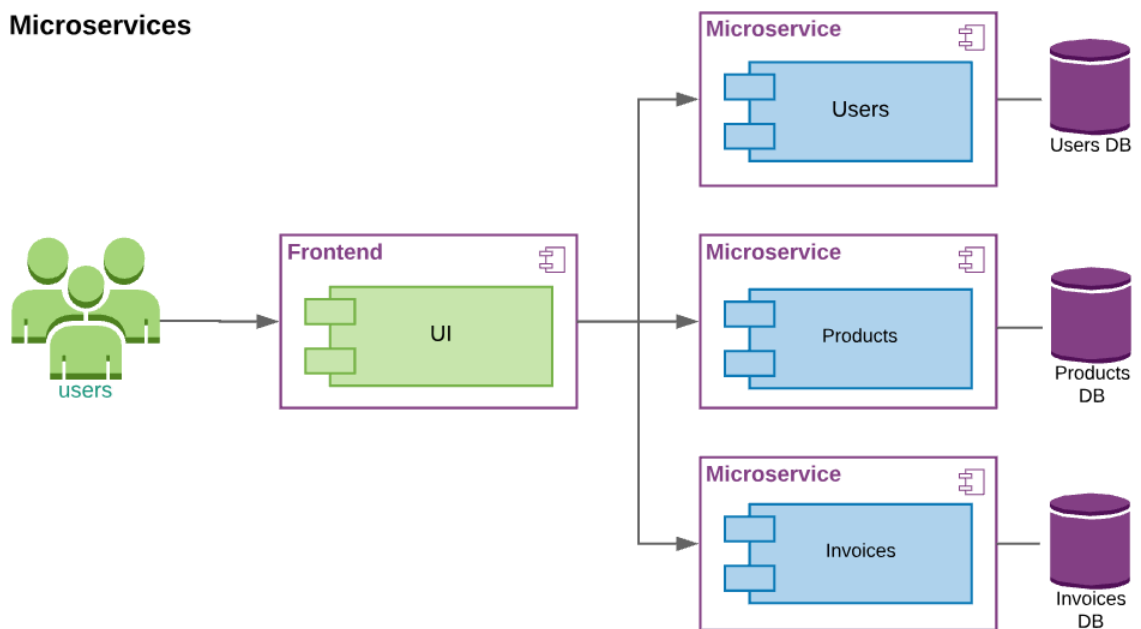 Microservices
Microservice
Users
Users DB
users
Frontend
UI
Microservice
Products
Products
DB
Microservice
Invoices
Invoices
DB